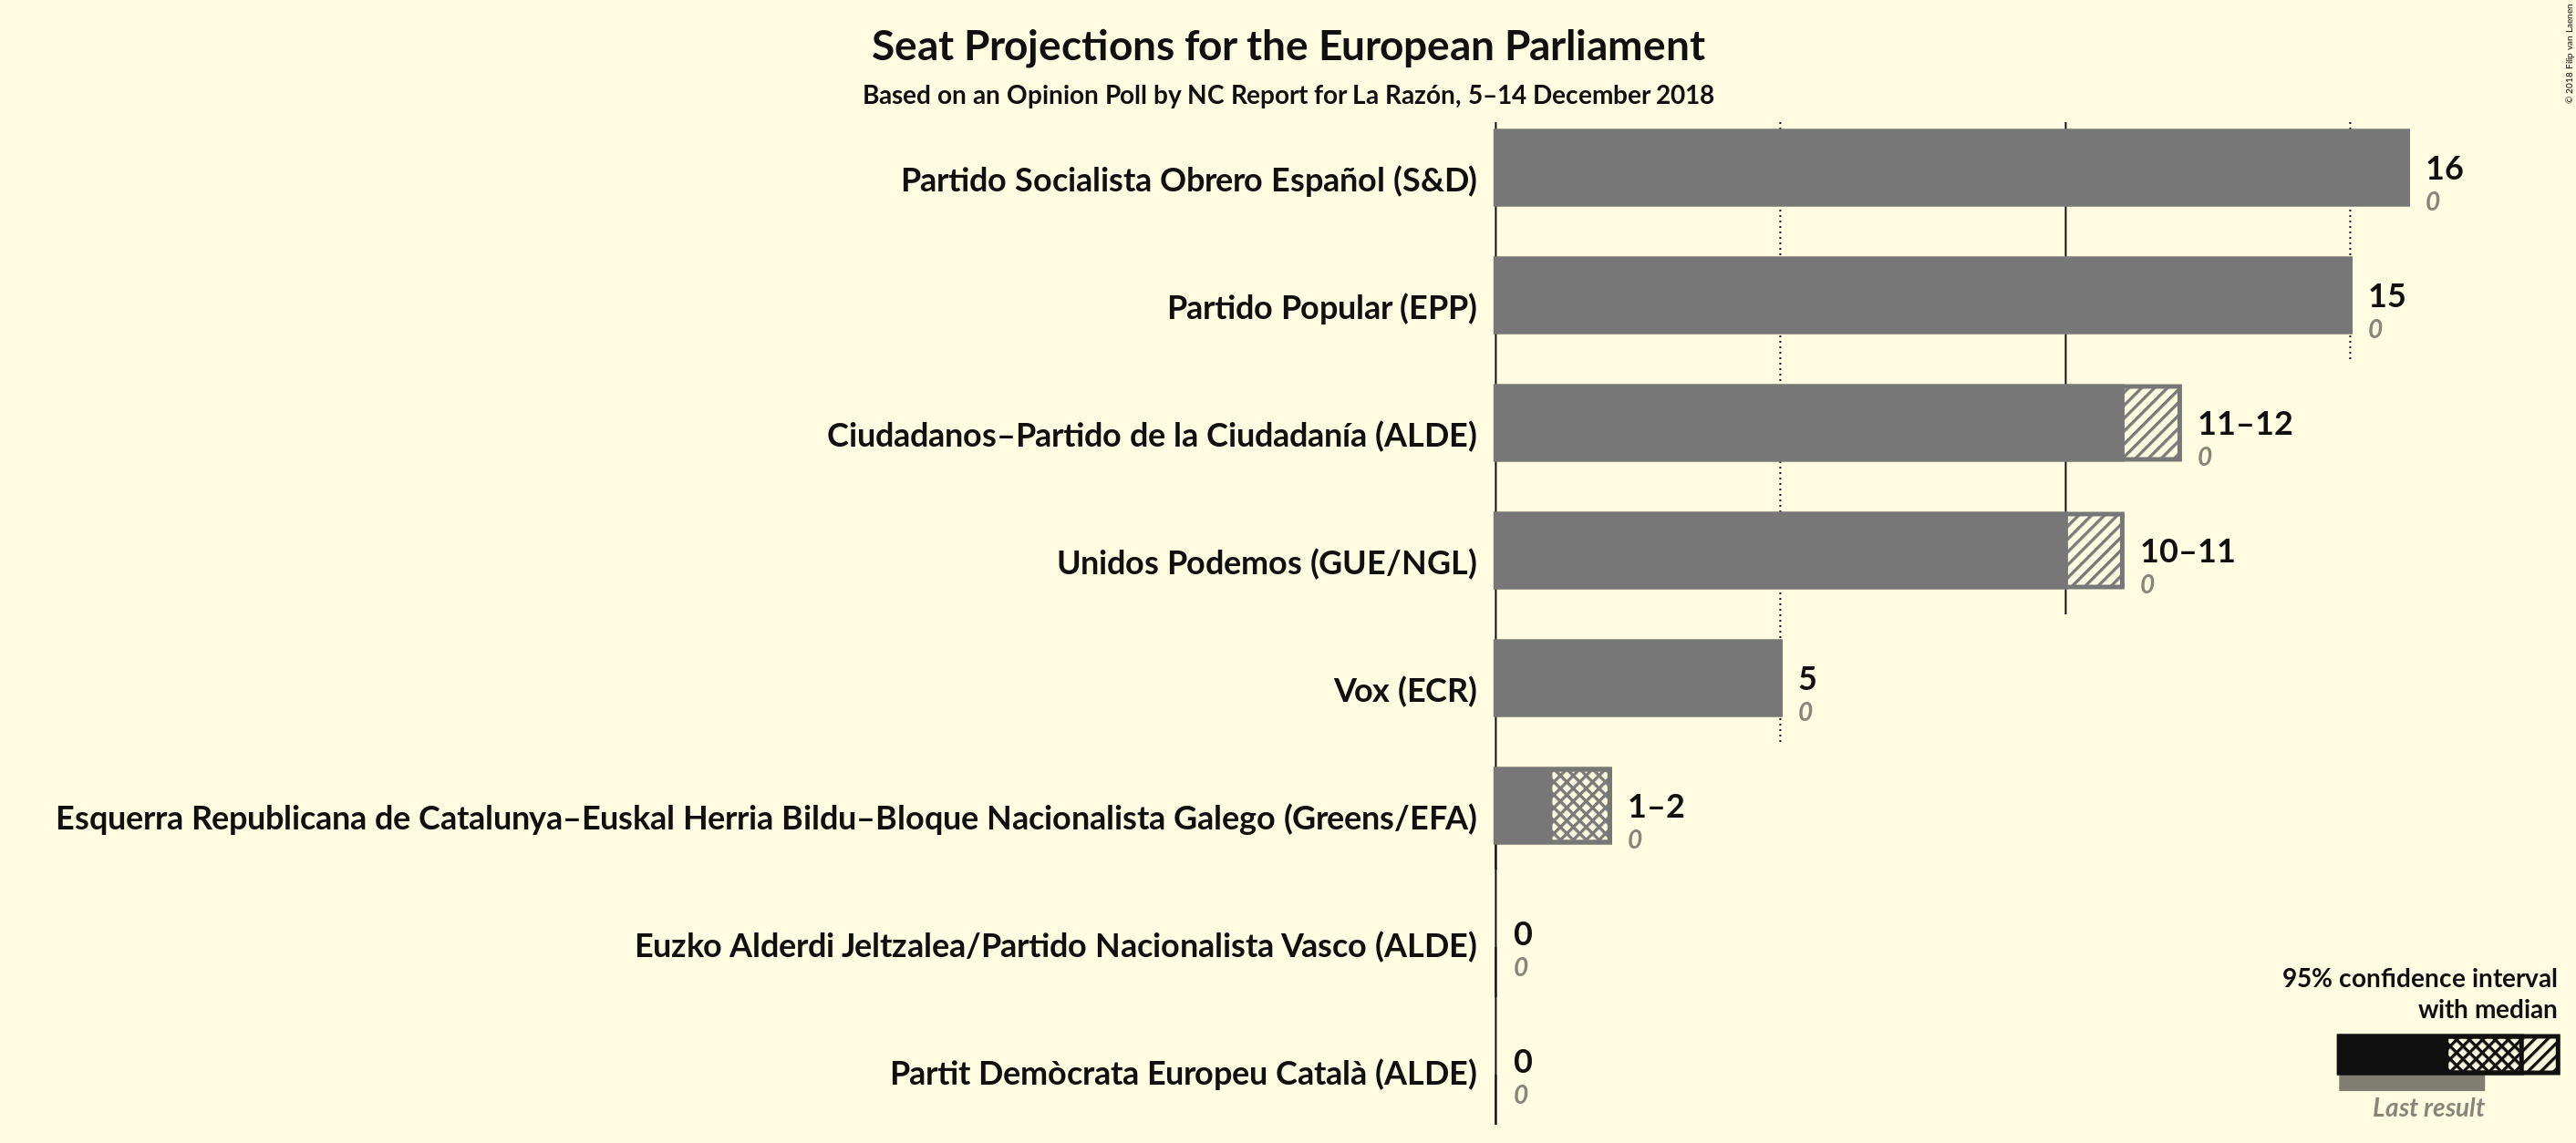 Seat Projections for the European Parliament
Based on an Opinion Poll by NC Report for La Razón, 5–14 December 2018
© 2018 Filip van Laenen
Partido Socialista Obrero Español (S&D)
16
0
Partido Popular (EPP)
15
0
Ciudadanos–Partido de la Ciudadanía (ALDE)
11–12
0
Unidos Podemos (GUE/NGL)
10–11
0
Vox (ECR)
5
0
Esquerra Republicana de Catalunya–Euskal Herria Bildu–Bloque Nacionalista Galego (Greens/EFA)
1–2
0
Euzko Alderdi Jeltzalea/Partido Nacionalista Vasco (ALDE)
0
0
Partit Demòcrata Europeu Català (ALDE)
0
0
95% confidence interval
with median
Last result